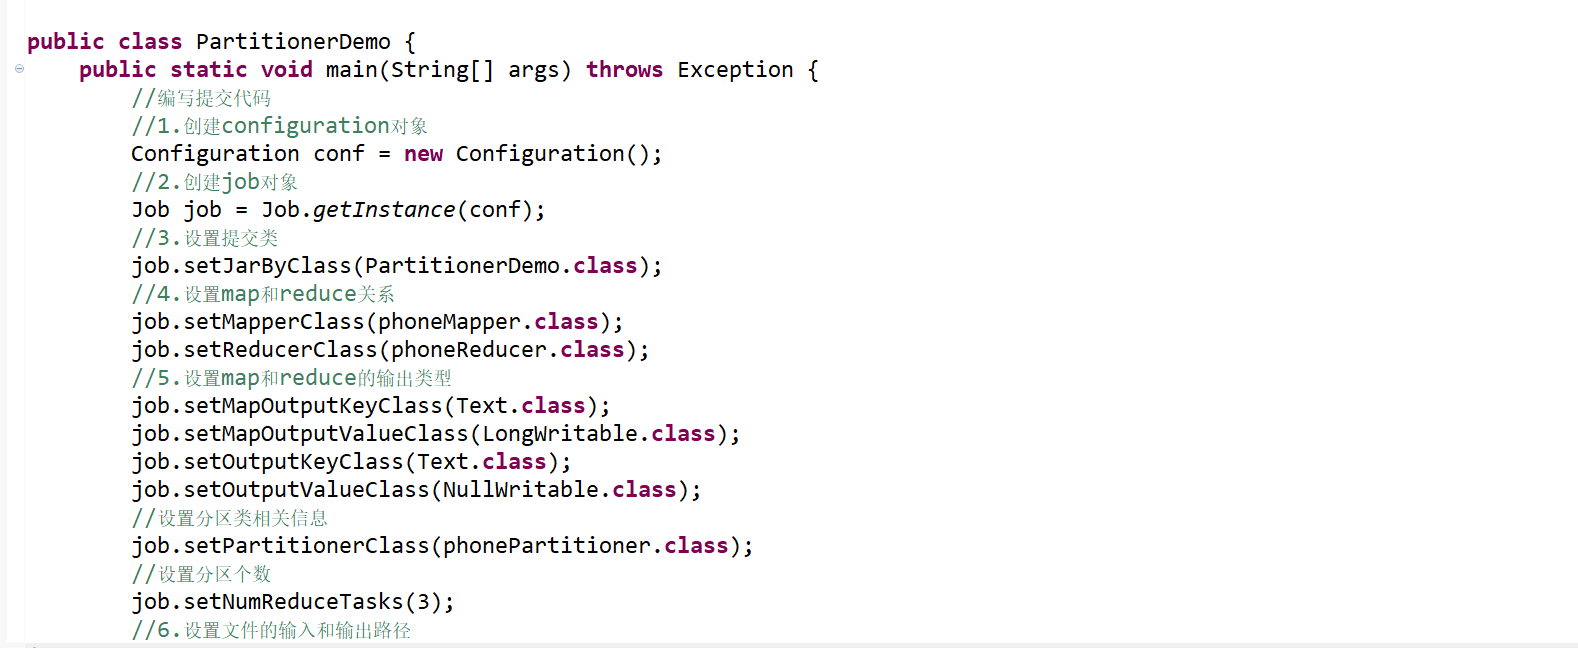 public class PartitionerDemo {
public static void main(String[] args) throws Exception {
//编写提交代码
//1.创建configuration对象
Configuration conf = new Configuration();
//2.创建job对象
Job job = Job.getInstance(conf);
//3.设置提交类
job.setJarByClass(PartitionerDemo.class);
//4.设置map和reduce关系
job.setMapperClass(phoneMapper.class);
job.setReducerClass(phoneReducer.class);
//5.设置map和reduce的输出类型
job.setMapOutputKeyClass(Text.class);
job.setMapOutputValueClass(LongWritable.class);
job.setOutputKeyClass(Text.class);
job.setOutputValueClass(NullWritable.class);
//设置分区类相关信息
job.setPartitionerClass(phonePartitioner.class);
//设置分区个数
job.setNumReduceTasks(3);
//6.设置文件的输入和输出路径